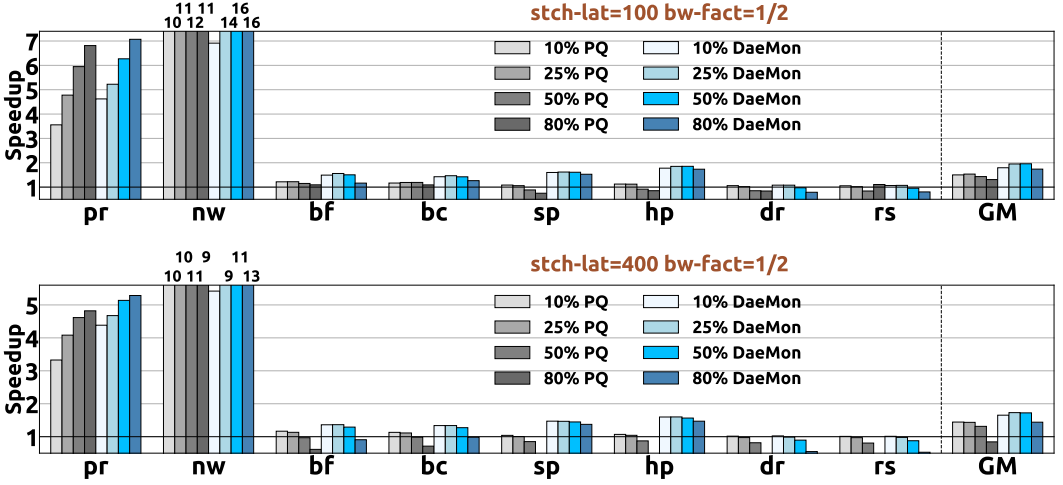 stch-lat=100 bw-fact=1/2
11 11 16
10 12 14 16
Speedup
7
6
5
4
3
2
1
10% PQ 10% DaeMon
25% PQ 25% DaeMon
50% PQ 50% DaeMon
80% PQ 80% DaeMon
pr nw bf bc sp hp dr rs GM
stch-lat=400 bw-fact=1/2
10 9 11
10 11 9 13
Speedup
5
4
3
2
1
10% PQ 10% DaeMon
25% PQ 25% DaeMon
50% PQ 50% DaeMon
80% PQ 80% DaeMon
pr nw bf bc sp hp dr rs GM